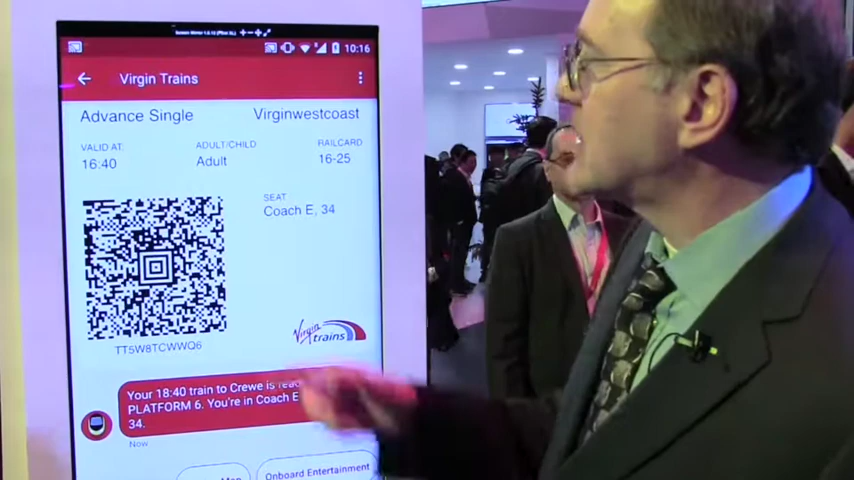 10:16
Virgin Trains
Advance Single
Virginwestcoast
VALID AT
ADULT/CHILD
RAILCARD
16:40
Adult
16-25
SEAT
Coach E, 34
Virgin trains
TT5W8TCWWQ6
Your 18:40 train to Crewe is
PLATFORM 6. You're in Coach E
34.
Now
Onboard Entertainment